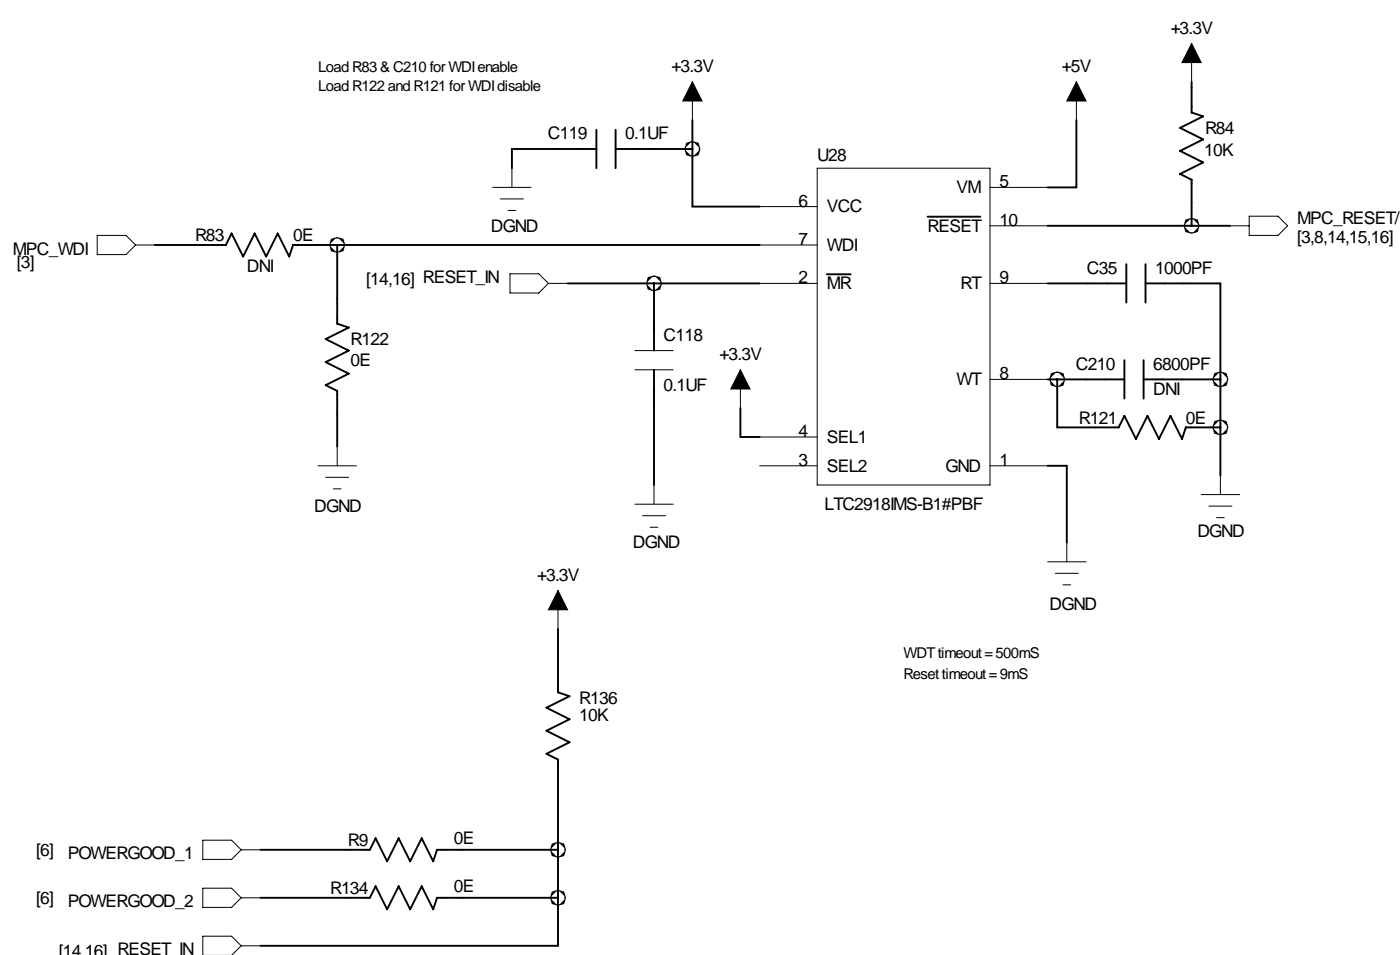 +3.3V
Load R83 & C210 for WDI enable
Load R122 and R121 for WDI disable
+3.3V
+5V
C119
0.1UF
R84
10K
U28
DGND
6
VCC
VM
5
RESET
10
MPC_RESET/
[3,8,14,15,16]
MPC_WDI
[3]
R83
0E
DNI
7
WDI
[14,16]
RESET_IN
2
MR
RT
9
C35
1000PF
R122
0E
C118
0.1UF
+3.3V
WT
8
C210
6800PF
DNI
R121
0E
4
SEL1
3
SEL2
GND
1
LTC2918IMS-B1#PBF
DGND
DGND
DGND
DGND
+3.3V
WDT timeout = 500mS
Reset timeout = 9mS
R136
10K
[6]
POWERGOOD_1
R9
0E
[6]
POWERGOOD_2
R134
0E
[14,16]
RESET_IN